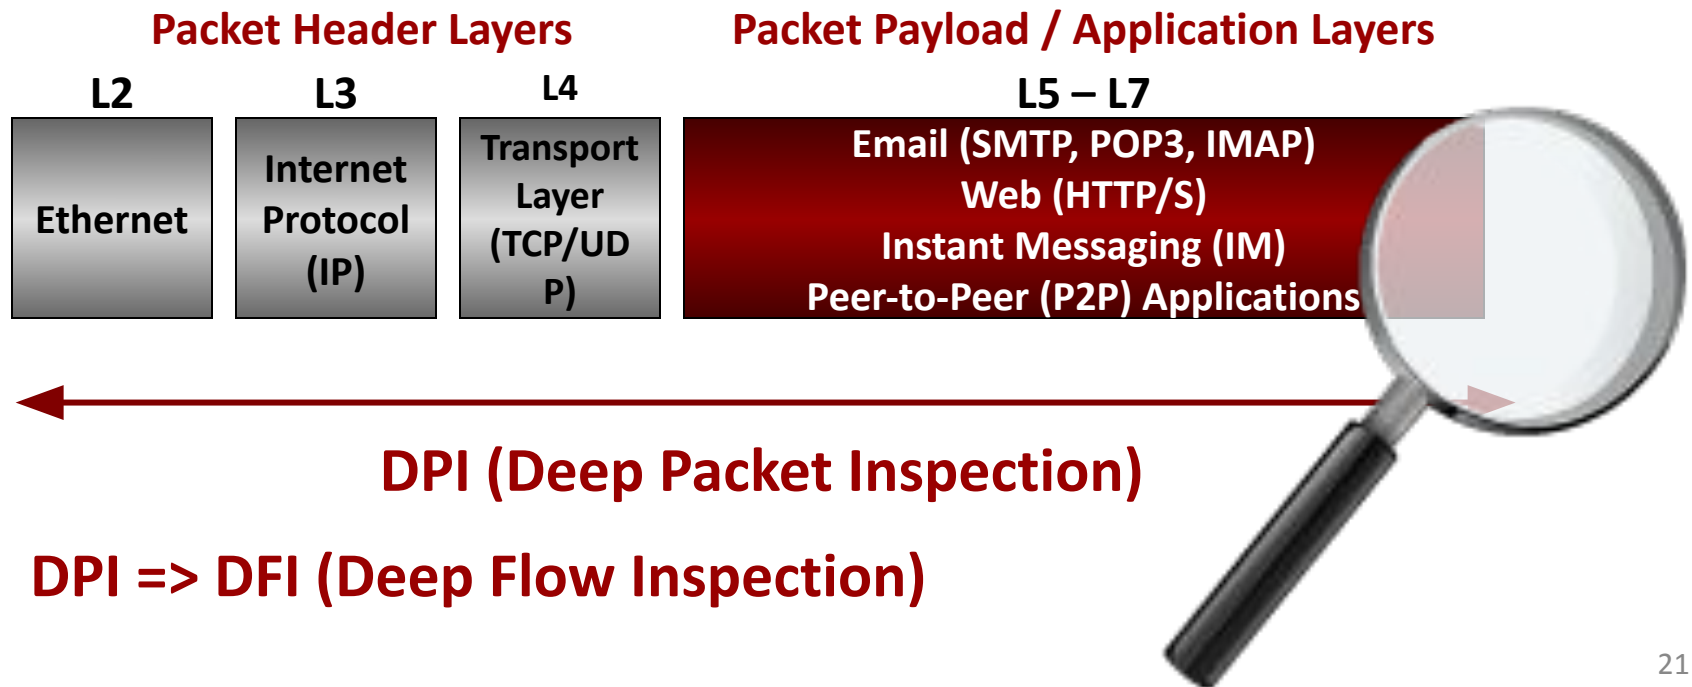 Packet Header Layers
Packet Payload / Application Layers
L2
L3
L4
L5 – L7
Ethernet
Internet
Protocol
(IP)
Transport
Layer
(TCP/UD
P)
Email (SMTP, POP3, IMAP)
Web (HTTP/S)
Instant Messaging (IM)
Peer-to-Peer (P2P) Applications
DPI (Deep Packet Inspection)
DPI => DFI (Deep Flow Inspection)
21